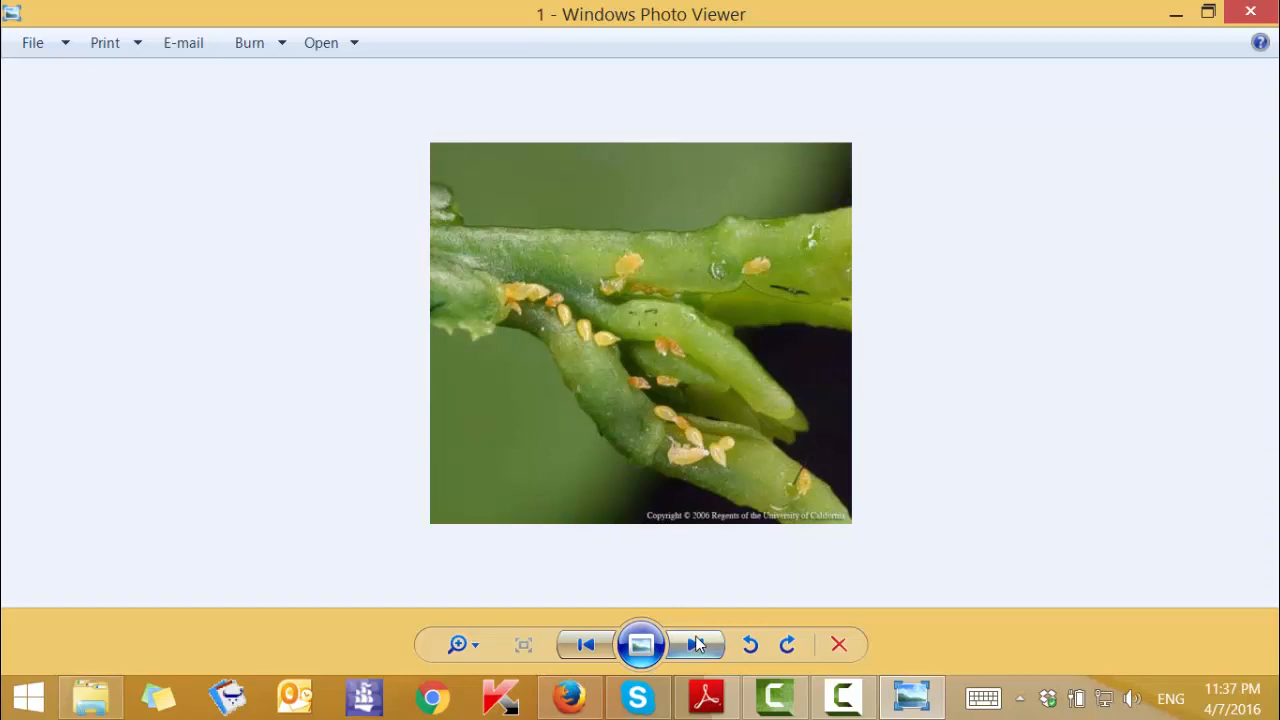 1 - Windows Photo Viewer
File Print E-mail Burn Open
Copyright © 2006 Regents of the University of California
ENG
11:37 PM
4/7/2016